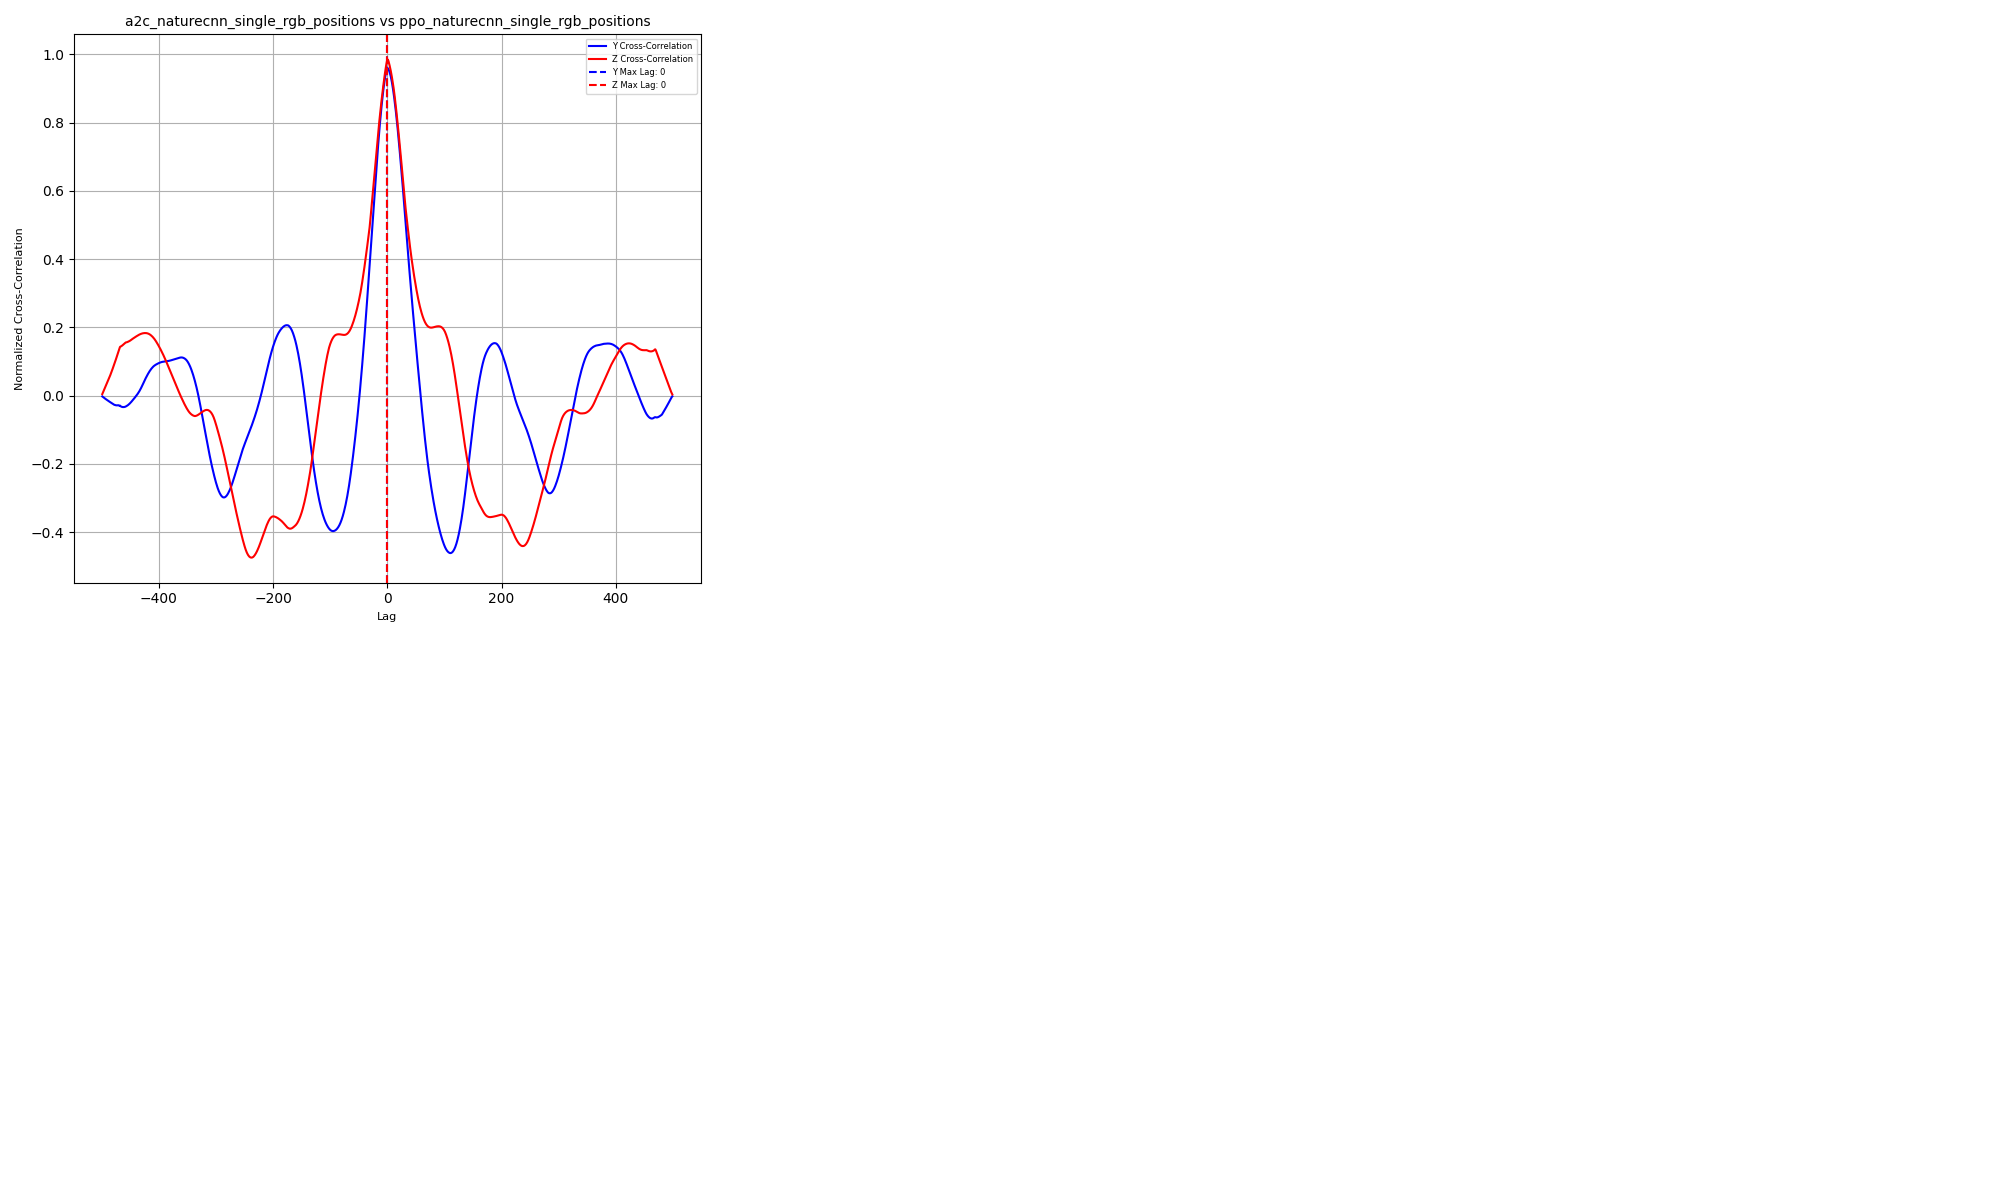 a2c_naturecnn_single_rgb_positions vs ppo_naturecnn_single_rgb_positions
Y Cross-Correlation
Z Cross-Correlation
Y Max Lag: 0
Z Max Lag: 0
Normalized Cross-Correlation
1.0
0.8
0.6
0.4
0.2
0.0
−0.2
−0.4
−400
−200
0
200
400
Lag